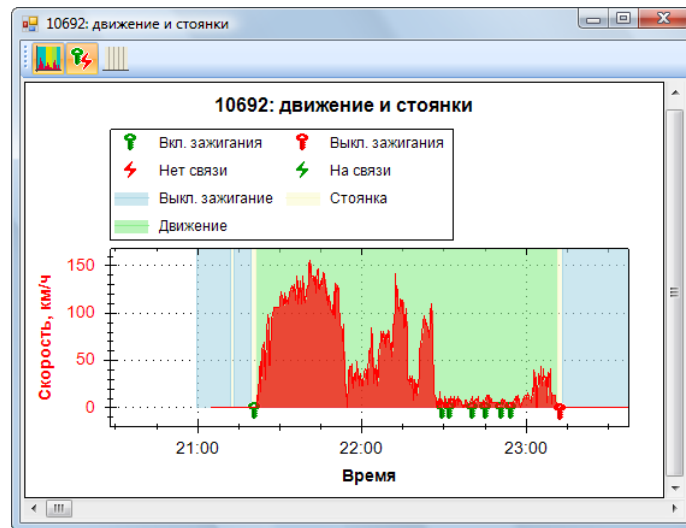 10692: движение и стоянки
10692: движение и стоянки
Вкл. зажигания Выкл. зажигания
Нет связи На связи
Выкл. зажигание Стоянка
Движение
Скорость, км/ч
150
100
50
0
21:00 22:00 23:00
Время